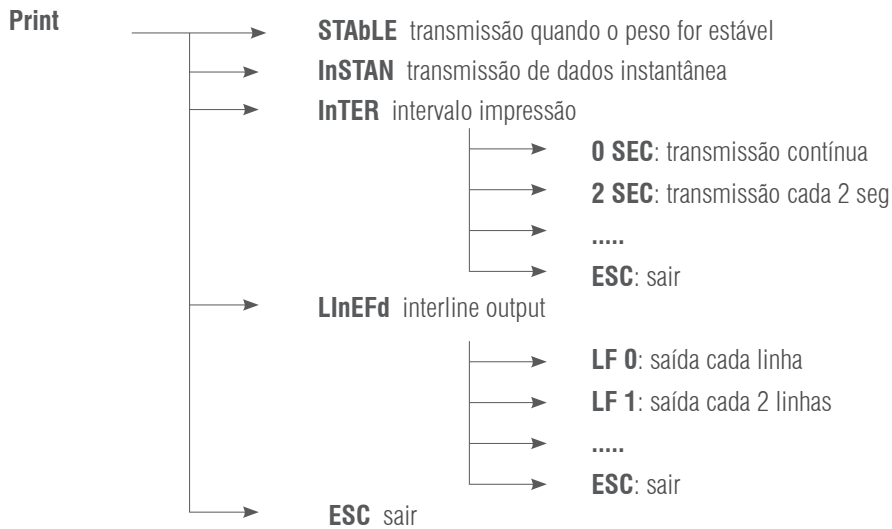 Print
STAbLE transmissão quando o peso for estável
InSTAN transmissão de dados instantânea
InTER intervalo impressão
0 SEC: transmissão contínua
2 SEC: transmissão cada 2 seg
.....
ESC: sair
LInEFd interline output
LF 0: saída cada linha
LF 1: saída cada 2 linhas
.....
ESC: sair
ESC sair